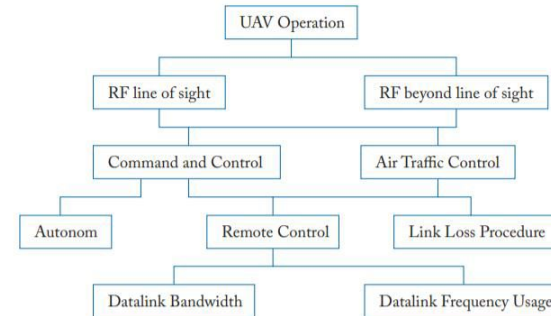 UAV Operation
RF line of sight
RF beyond line of sight
Command and Control
Air Traffic Control
Autonom
Remote Control
Link Loss Procedure
Datalink Bandwidth
Datalink Frequency Usage